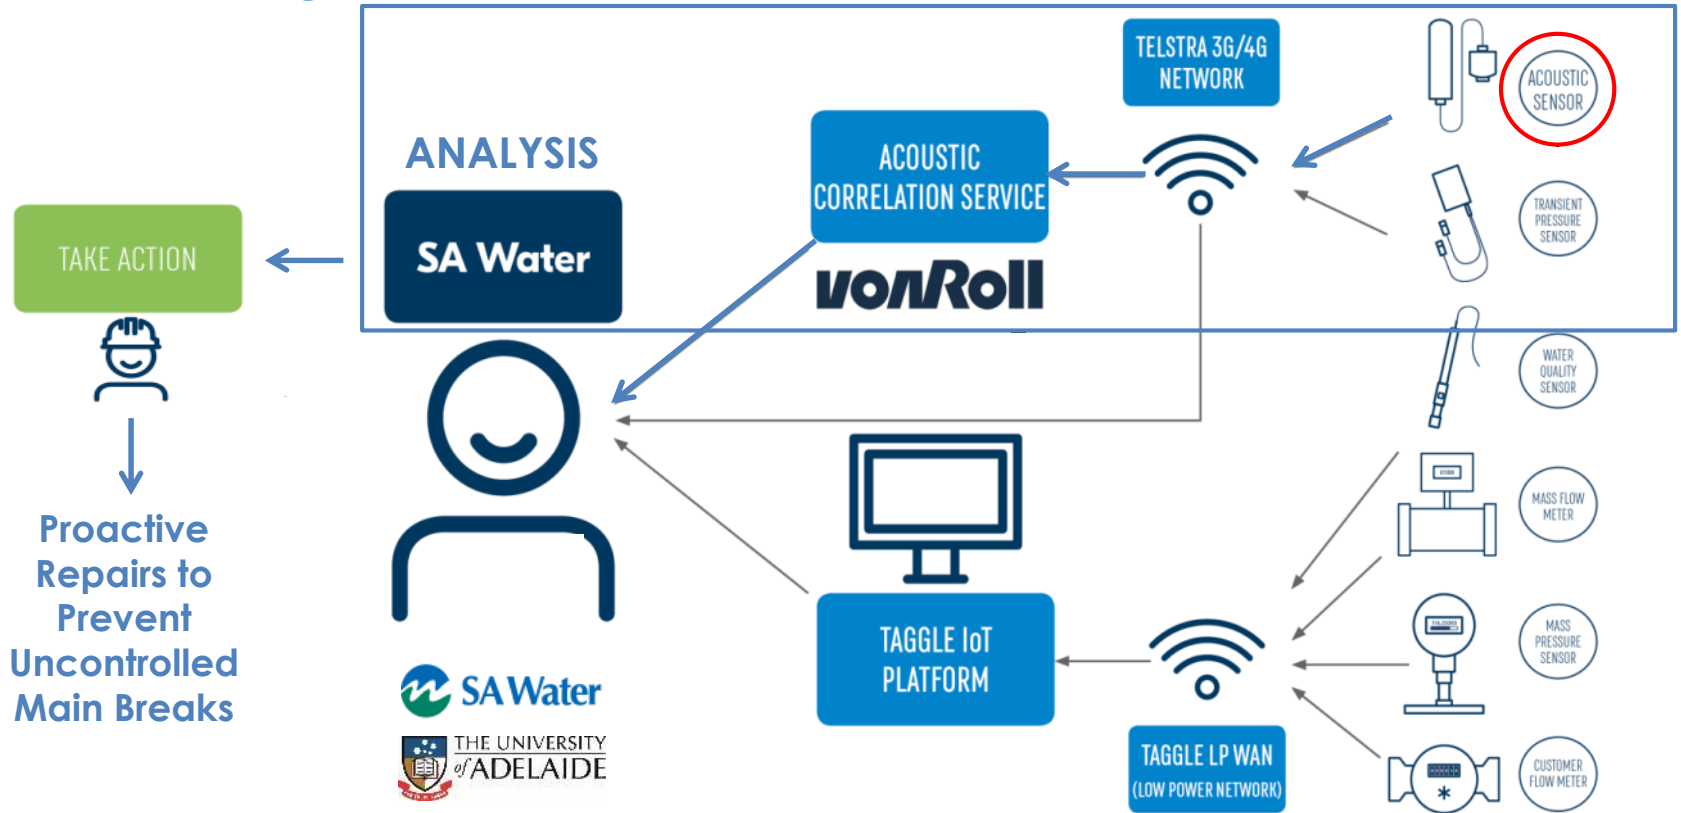 TELSTRA 3G/4G
NETWORK
ACOUSTIC
SENSOR
ANALYSIS
ACOUSTIC
CORRELATION SERVICE
TAKE ACTION
SA Water
vonRoll
TRANSIENT
PRESSURE
SENSOR
WATER
QUALITY
SENSOR
MASS FLOW
METER
Proactive
Repairs to
Prevent
Uncontrolled
Main Breaks
TAGGLE IoT
PLATFORM
MASS
PRESSURE
SENSOR
SA Water
THE UNIVERSITY
of ADELAIDE
TAGGLE LP WAN
(LOW POWER NETWORK)
CUSTOMER
FLOW METER